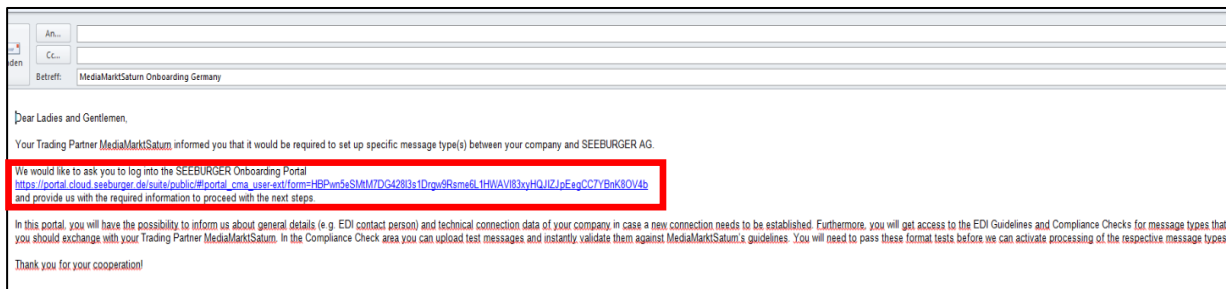 An...
Cc...
den
Betreff: MediaMarktSaturn Onboarding Germany
Dear Ladies and Gentlemen,
Your Trading Partner MediaMarktSaturn informed you that it would be required to set up specific message type(s) between your company and SEEBURGER AG.
We would like to ask you to log into the SEEBURGER Onboarding Portal
https://portal.cloud.seeburger.de/suite/public/#!portal_cma_user-ext/form=HBPwn5eSMtM7DG428I3s1Drgw9Rsme6L1HWAVI83xyHQJIZJpEegCC7YBnK8OV4b
and provide us with the required information to proceed with the next steps.
In this portal, you will have the possibility to inform us about general details (e.g. EDI contact person) and technical connection data of your company in case a new connection needs to be established. Furthermore, you will get access to the EDI Guidelines and Compliance Checks for message types that
you should exchange with your Trading Partner MediaMarktSaturn. In the Compliance Check area you can upload test messages and instantly validate them against MediaMarktSaturn's guidelines. You will need to pass these format tests before we can activate processing of the respective message types
Thank you for your cooperation!